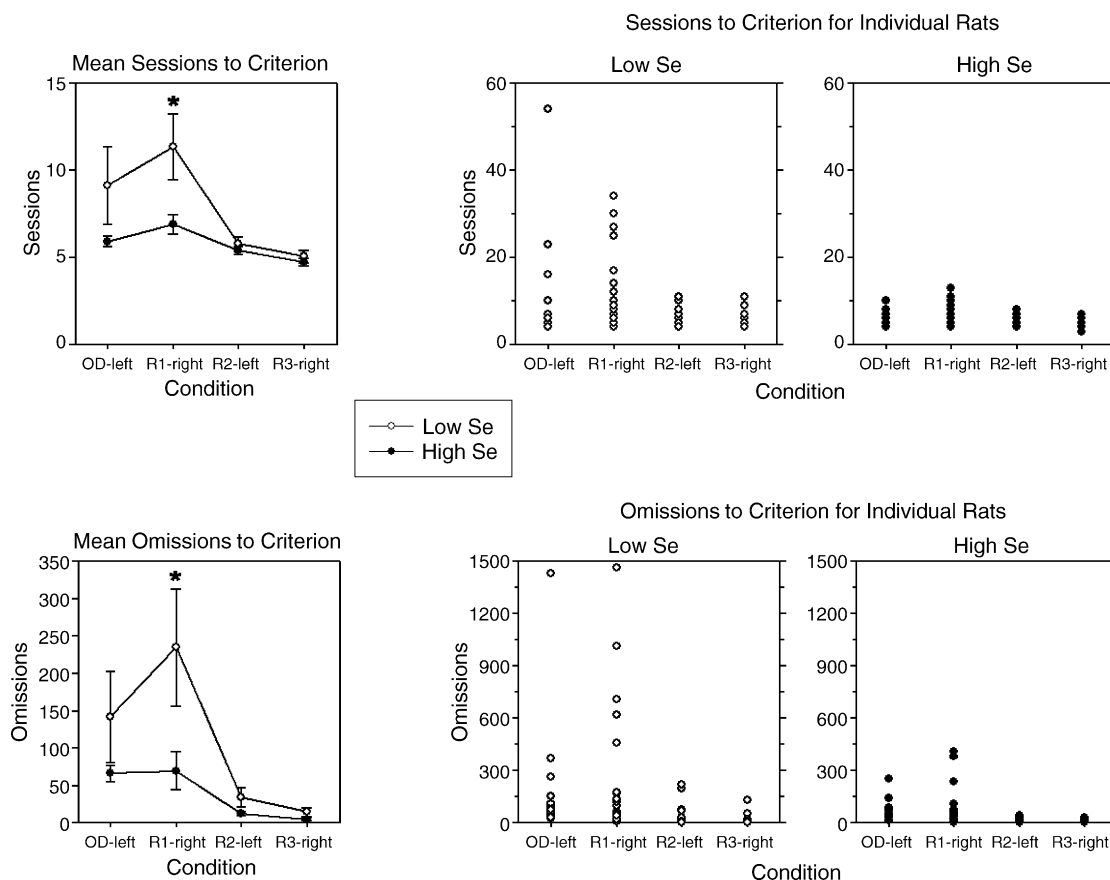 Sessions to Criterion for Individual Rats
Mean Sessions to Criterion
15
10
5
0
Sessions
*
OD-left R1-right R2-left R3-right
Condition
Low Se
60
40
20
0
Sessions
OD-left R1-right R2-left R3-right
High Se
60
40
20
0
OD-left R1-right R2-left R3-right
Condition
Low Se
High Se
Omissions to Criterion for Individual Rats
Mean Omissions to Criterion
350
300
250
200
150
100
50
0
Omissions
*
OD-left R1-right R2-left R3-right
Condition
Low Se
1500
1200
900
600
300
0
Omissions
OD-left R1-right R2-left R3-right
High Se
1500
1200
900
600
300
0
OD-left R1-right R2-left R3-right
Condition